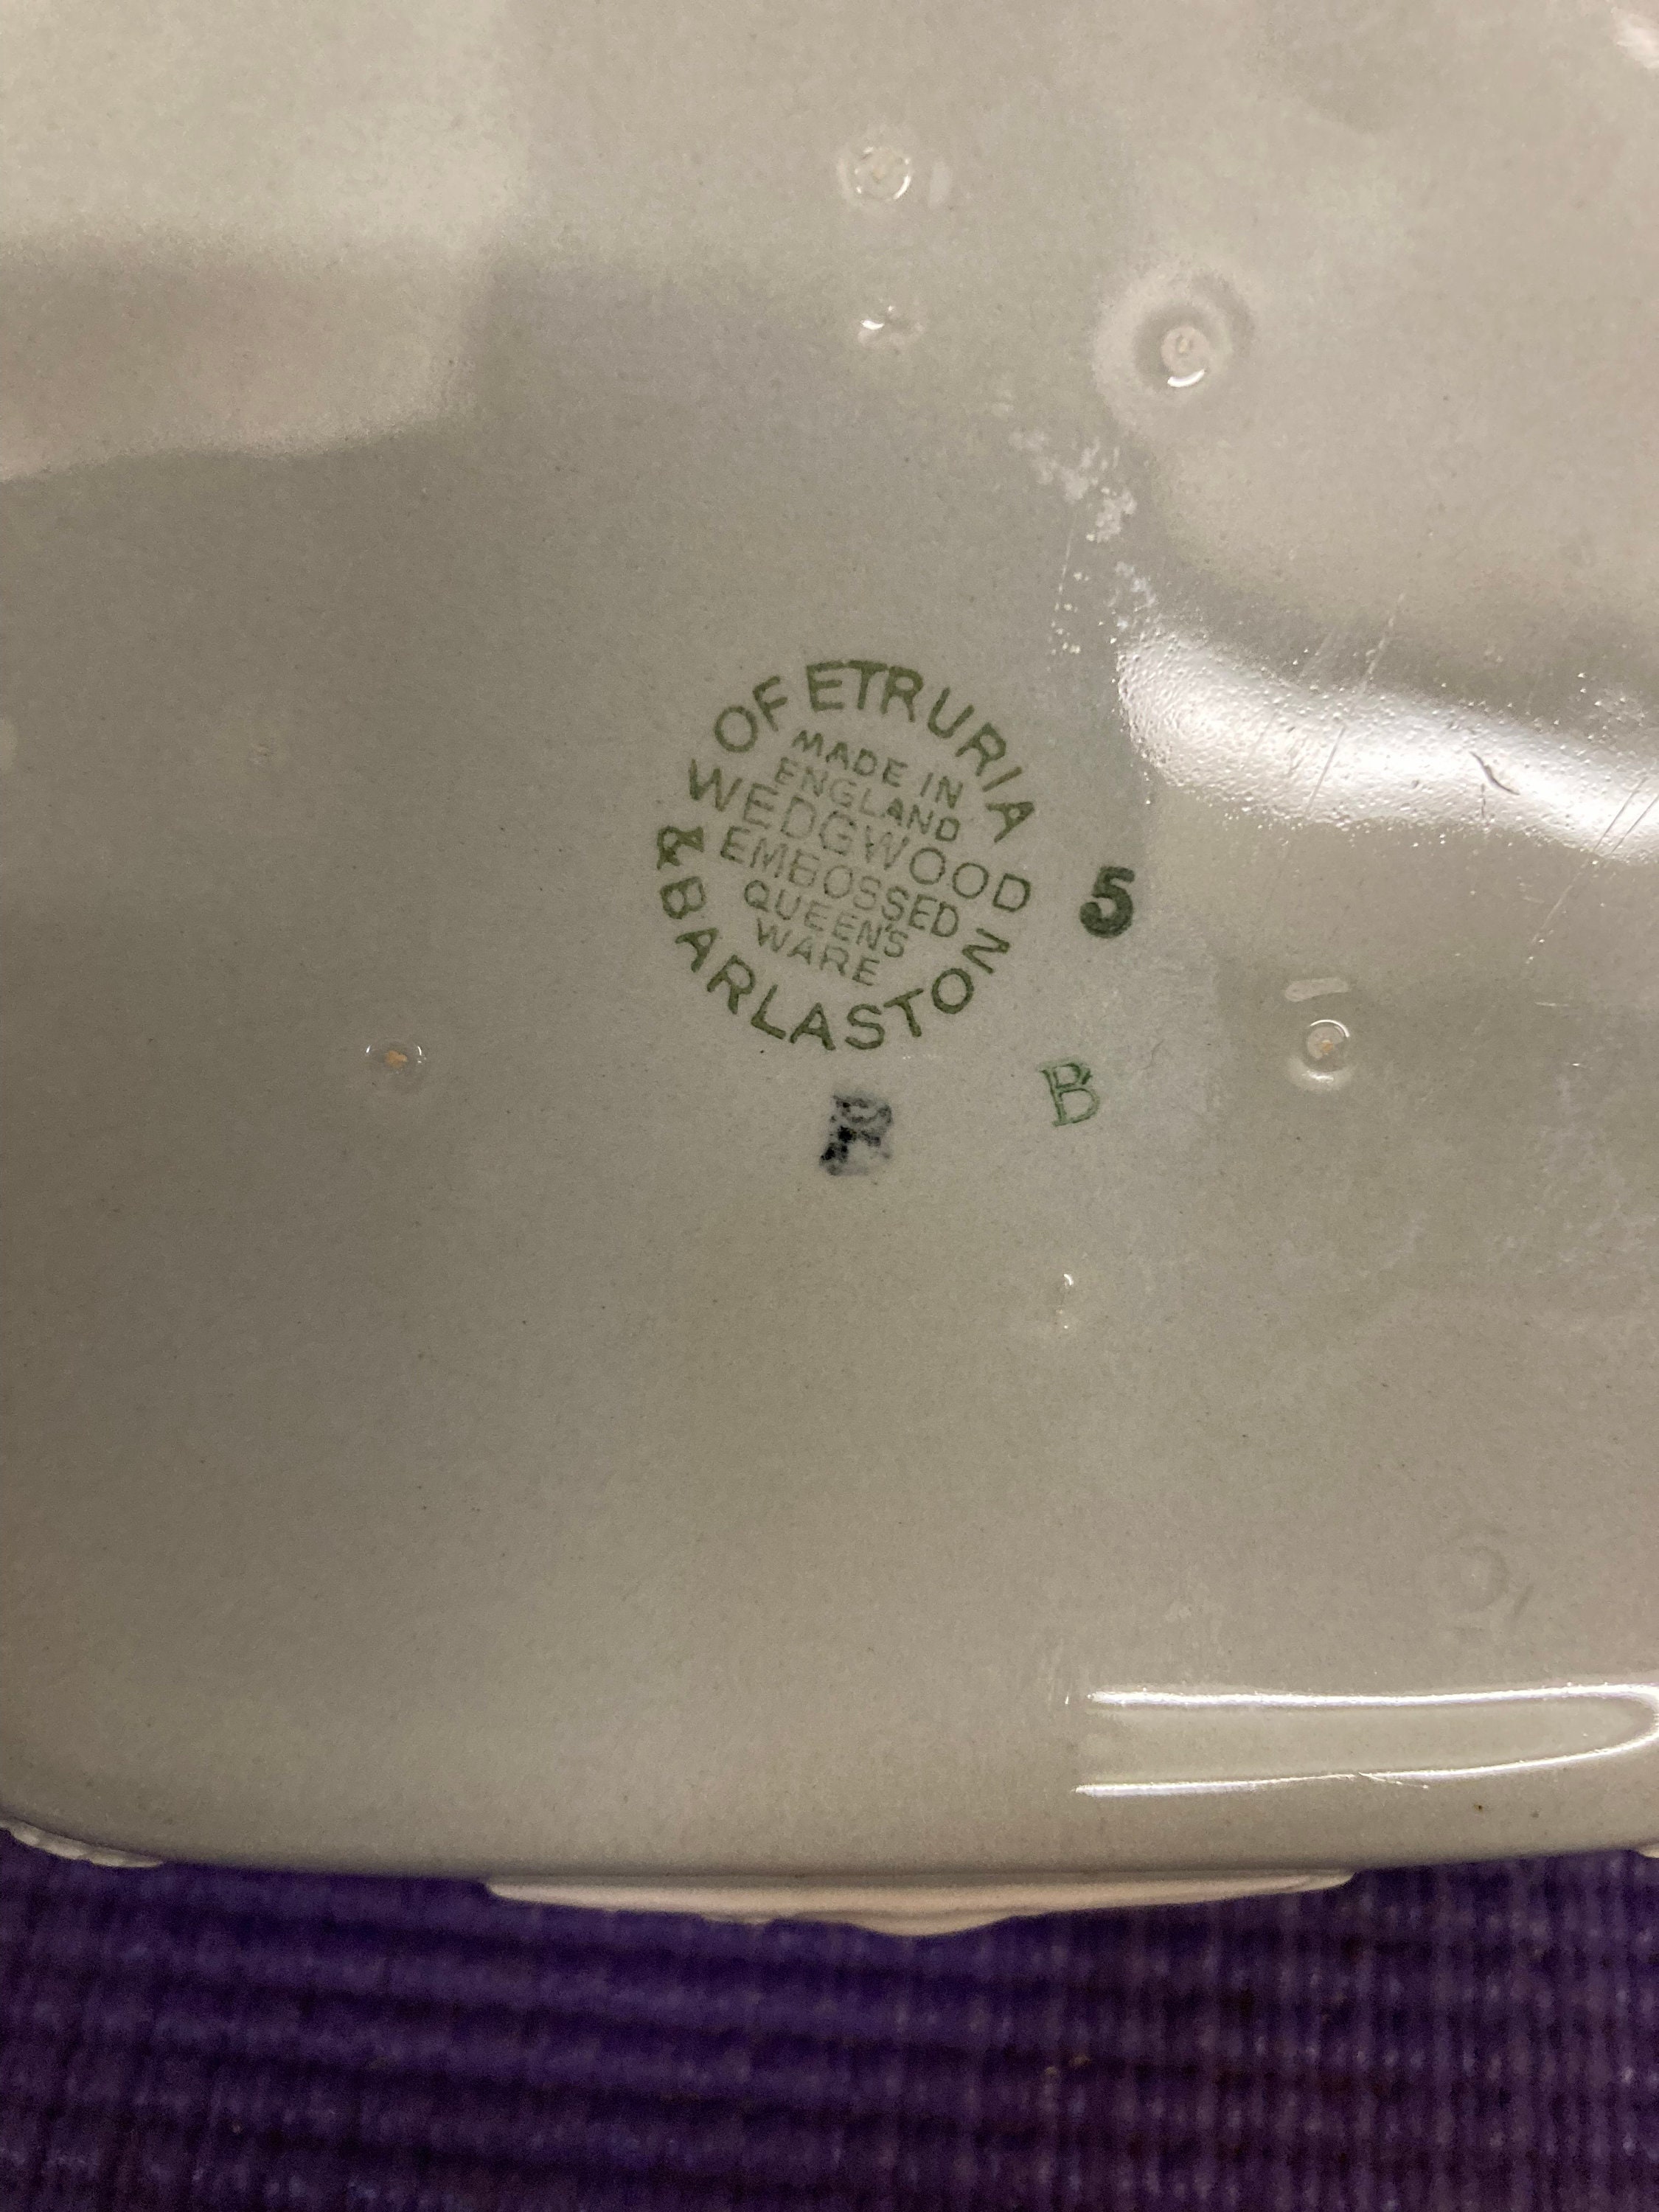 OF ETRURIA
MADE IN
ENGLAND
WEDGWOOD
EMBOSSED
QUEEN'S
WARE
& BARLASTON
5
B